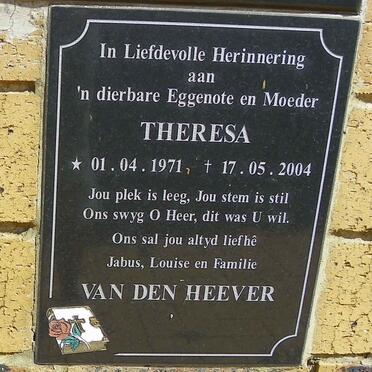 In Liefdevolle Herinnering
aan
'n dierbare Eggenote en Moeder
THERESA
★ 01.04.1971, † 17.05.2004
Jou plek is leeg, Jou stem is stil
Ons swyg O Heer, dit was U wil.
Ons sal jou altyd liefhê
Jabus, Louise en Familie
VAN DEN HEEVER